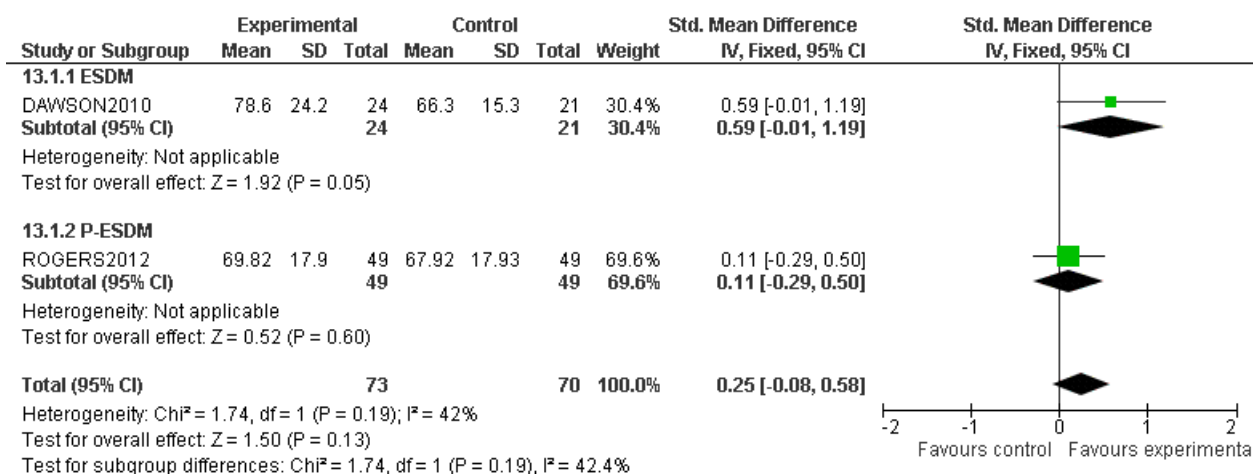 Experimental Control Std. Mean Difference Std. Mean Difference
Study or Subgroup Mean SD Total Mean SD Total Weight IV, Fixed, 95% CI IV, Fixed, 95% CI
13.1.1 ESDM
DAWSON2010 78.6 24.2 24 66.3 15.3 21 30.4% 0.59 [-0.01, 1.19]
Subtotal (95% CI) 24 21 30.4% 0.59 [-0.01, 1.19]
Heterogeneity: Not applicable
Test for overall effect: Z = 1.92 (P = 0.05)
13.1.2 P-ESDM
ROGERS2012 69.82 17.9 49 67.92 17.93 49 69.6% 0.11 [-0.29, 0.50]
Subtotal (95% CI) 49 49 69.6% 0.11 [-0.29, 0.50]
Heterogeneity: Not applicable
Test for overall effect: Z = 0.52 (P = 0.60)
Total (95% CI) 73 70 100.0% 0.25 [-0.08, 0.58]
Heterogeneity: Chi² = 1.74, df = 1 (P = 0.19); I² = 42%
Test for overall effect: Z = 1.50 (P = 0.13)
Test for subgroup differences: Chi² = 1.74, df = 1 (P = 0.19), I² = 42.4%
-2 -1 0 1 2
Favours control Favours experimenta